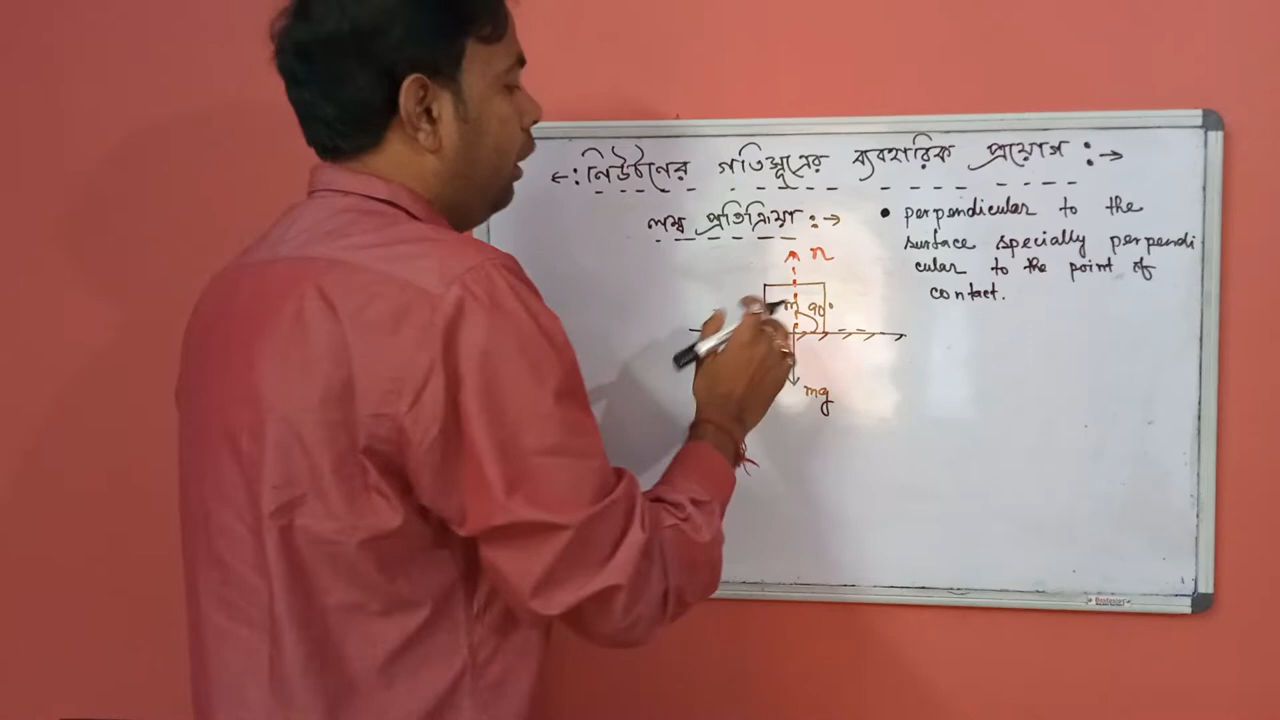 ←: নিউটনের গতিসূত্রের ব্যবহারিক প্রয়োগ :→
লম্ব প্রতিক্রিয়া :→
• perpendicular to the
surface specially perpendi
cular to the point of
contact.
n
m 90°
mg